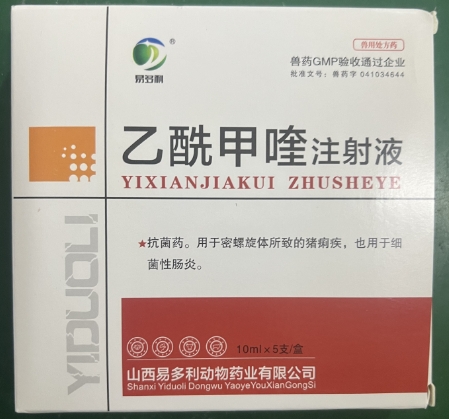 易多利®
兽用处方药
兽药GMP验收通过企业
批准文号：兽药字 041034644
乙酰甲喹注射液
YIXIANJIAKUI ZHUSHEYE
★抗菌药。用于密螺旋体所致的猪痢疾，也用于细
菌性肠炎。
YIDUOLI
10ml×5支/盒
山西易多利动物药业有限公司
Shanxi Yiduoli Dongwu YaoyeYouXianGongSi